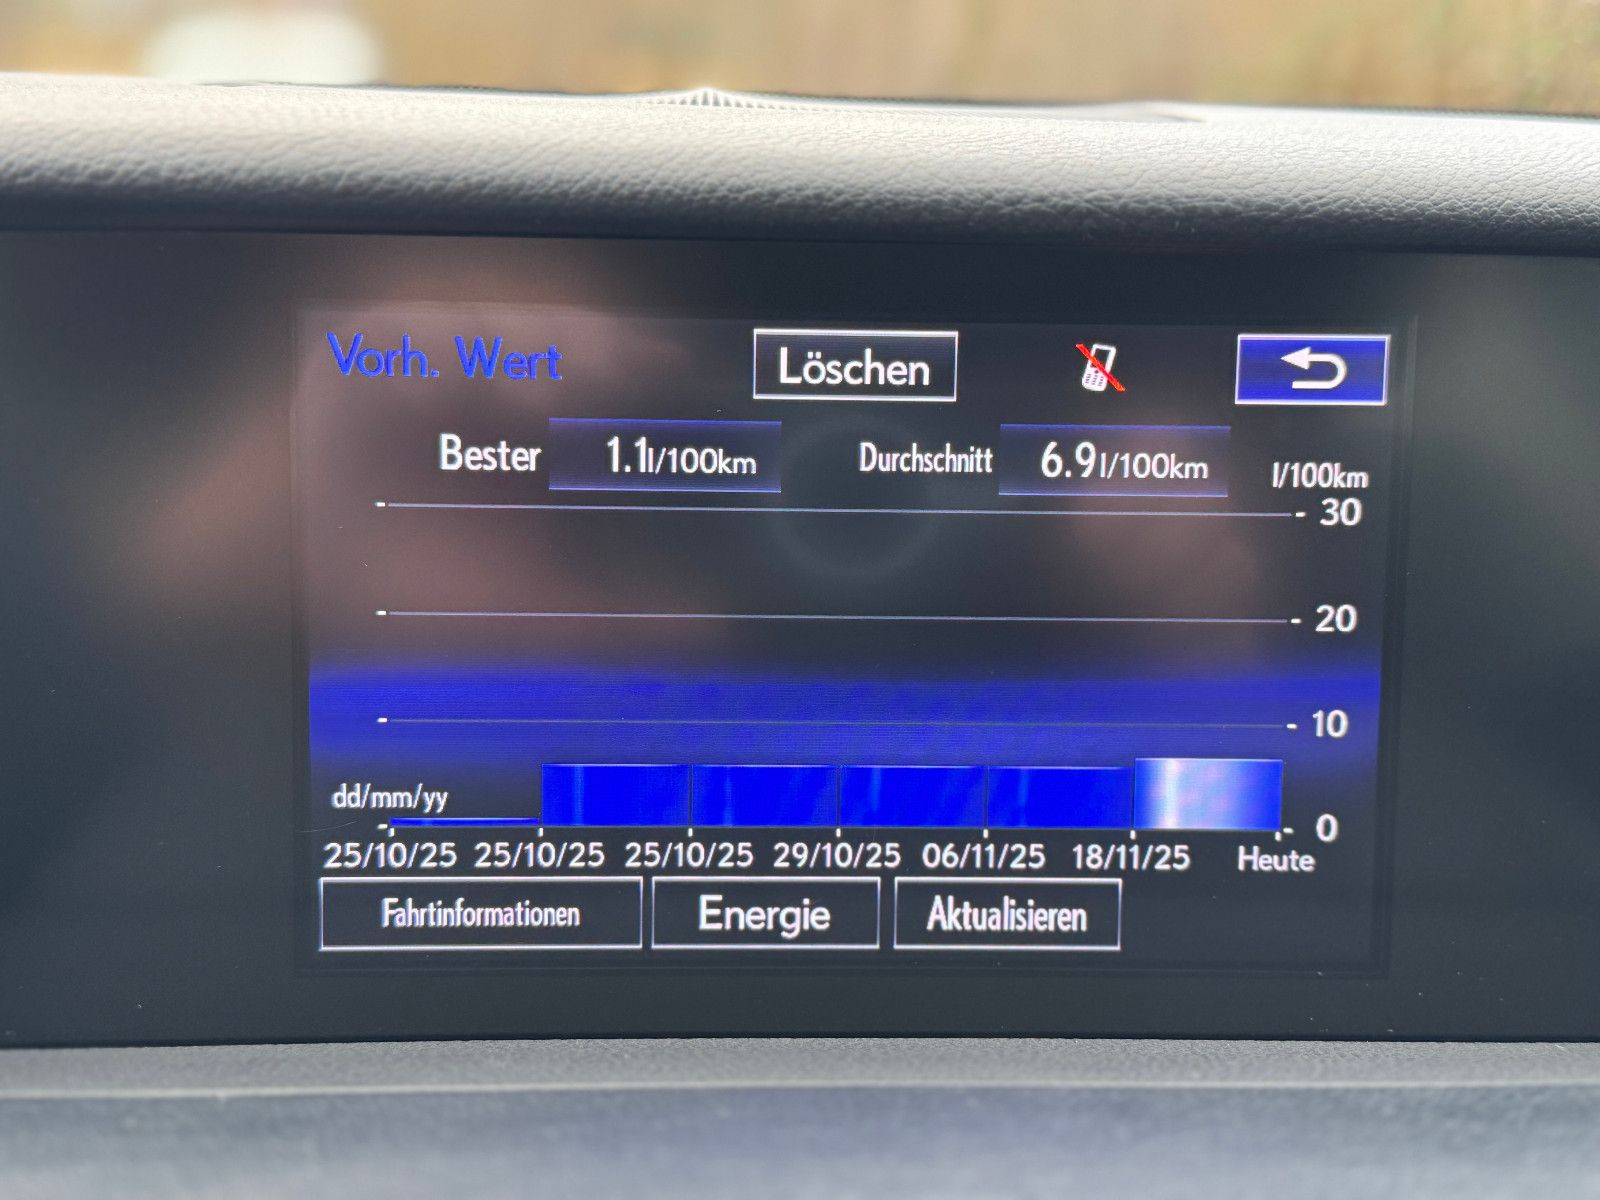 Vorh. Wert Löschen
Bester 1.1l/100km Durchschnitt 6.9l/100km l/100km
30
20
10
dd/mm/yy
0
25/10/25 25/10/25 25/10/25 29/10/25 06/11/25 18/11/25 Heute
Fahrtinformationen Energie Aktualisieren